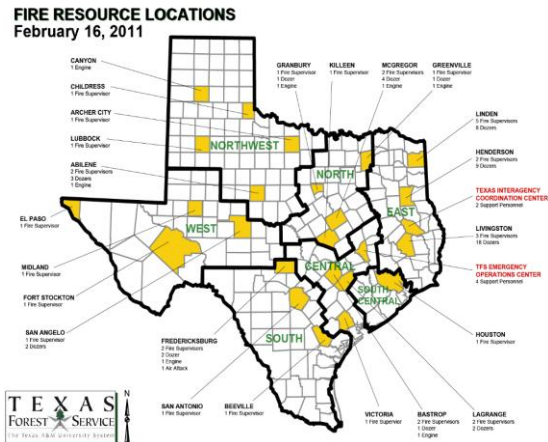 FIRE RESOURCE LOCATIONS
February 16, 2011
CANYON
1 Engine
CHILDRESS
1 Fire Supervisor
ARCHER CITY
1 Fire Supervisor
LUBBOCK
1 Fire Supervisor
ABILENE
2 Fire Supervisors
3 Dozers
1 Engine
GRANBURY
1 Fire Supervisor
1 Dozer
1 Engine
KILLEEN
1 Fire Supervisor
MCGREGOR
2 Fire Supervisors
4 Dozers
1 Engine
GREENVILLE
1 Fire Supervisor
1 Dozer
1 Engine
LINDEN
5 Fire Supervisors
8 Dozers
HENDERSON
2 Fire Supervisors
9 Dozers
TEXAS INTERAGENCY
COORDINATION CENTER
2 Support Personnel
LIVINGSTON
3 Fire Supervisors
16 Dozers
TFS EMERGENCY
OPERATIONS CENTER
4 Support Personnel
HOUSTON
1 Fire Supervisor
NORTHWEST
NORTH
EAST
WEST
CENTRAL
SOUTH
CENTRAL
SOUTH
EL PASO
1 Fire Supervisor
MIDLAND
1 Fire Supervisor
FORT STOCKTON
1 Fire Supervisor
SAN ANGELO
1 Fire Supervisor
2 Dozers
FREDERICKSBURG
2 Fire Supervisors
2 Dozer
1 Engine
1 Air Attack
SAN ANTONIO
1 Fire Supervisor
BEEVILLE
1 Fire Supervisor
VICTORIA
1 Fire Supervisor
BASTROP
2 Fire Supervisors
1 Dozer
1 Engine
LAGRANGE
2 Fire Supervisors
2 Dozers
TEXAS
FOREST SERVICE
The Texas A&M University System
N